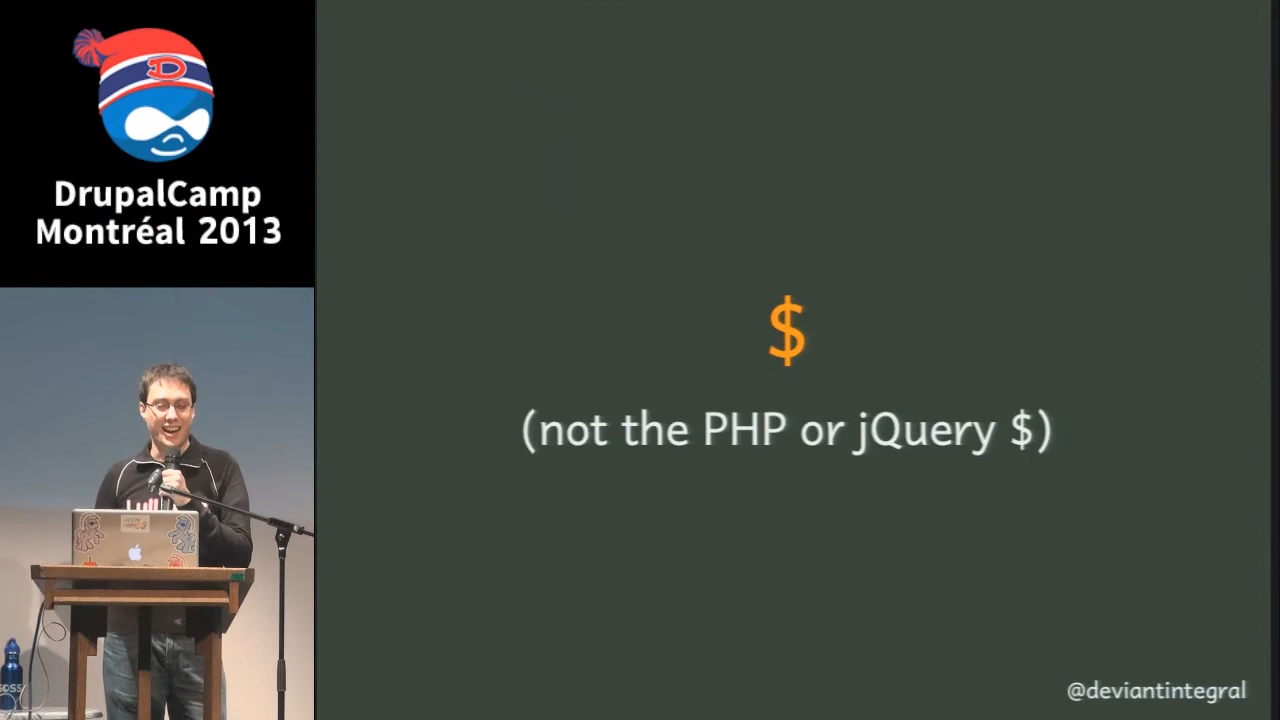 D
DrupalCamp
Montréal 2013
$
(not the PHP or jQuery $)
@deviantintegral